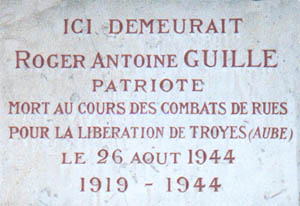 ICI DEMEURAIT
ROGER ANTOINE GUILLE
PATRIOTE
MORT AU COURS DES COMBATS DE RUES
POUR LA LIBERATION DE TROYES (AUBE)
LE 26 AOUT 1944
1919 - 1944